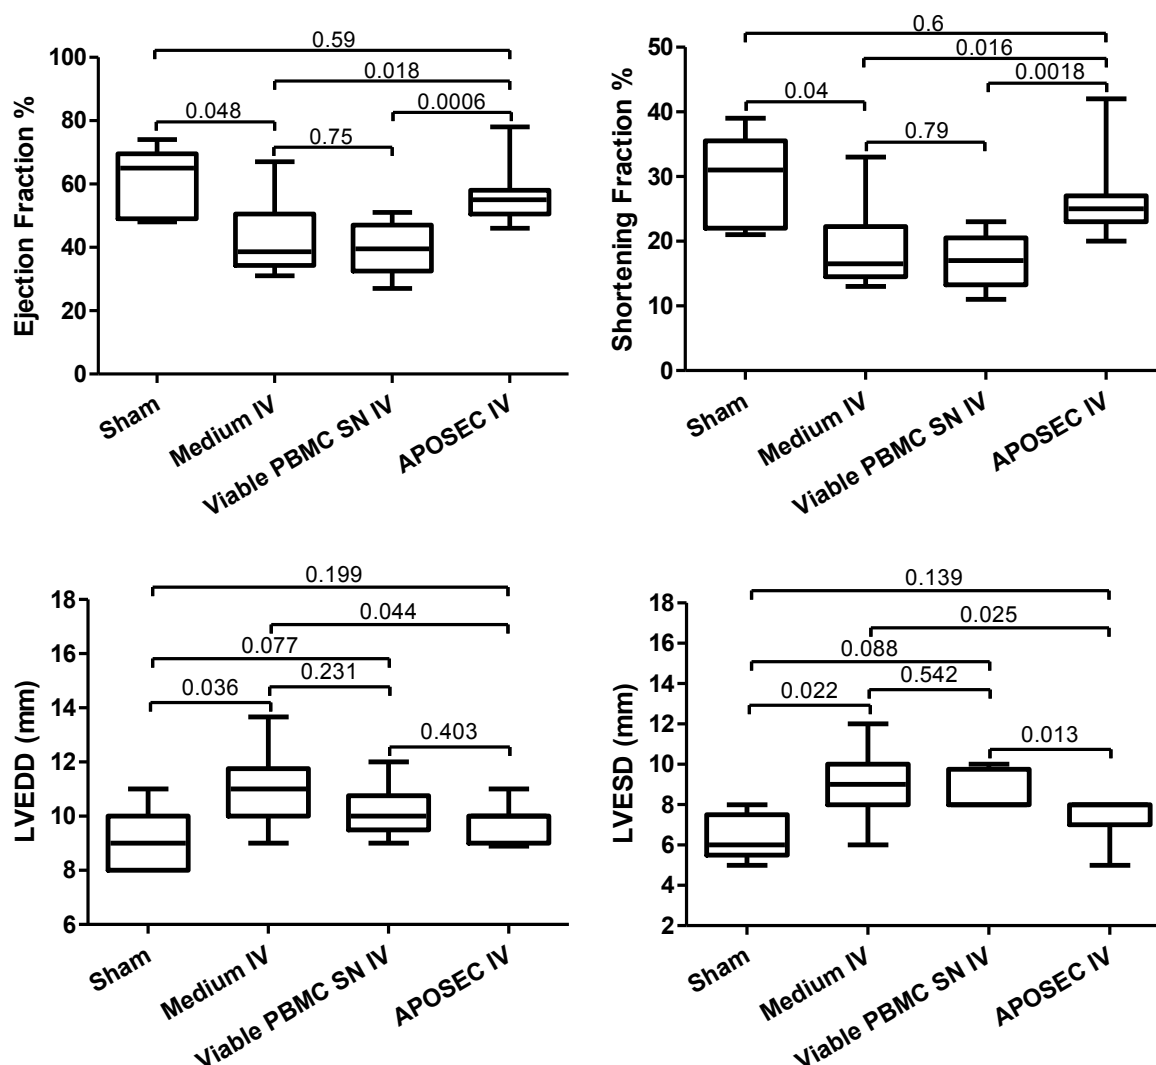 0.59
0.018
0.048
0.0006
0.75
Ejection Fraction %
100
80
60
40
20
0
Sham
Medium IV
Viable PBMC SN IV
APOSEC IV
0.6
0.016
0.0018
0.04
0.79
Shortening Fraction %
50
40
30
20
10
0
Sham
Medium IV
Viable PBMC SN IV
APOSEC IV
0.199
0.044
0.077
0.231
0.036
0.403
LVEDD (mm)
18
16
14
12
10
8
6
Sham
Medium IV
Viable PBMC SN IV
APOSEC IV
0.139
0.025
0.088
0.542
0.022
0.013
LVESD (mm)
18
16
14
12
10
8
6
4
2
Sham
Medium IV
Viable PBMC SN IV
APOSEC IV